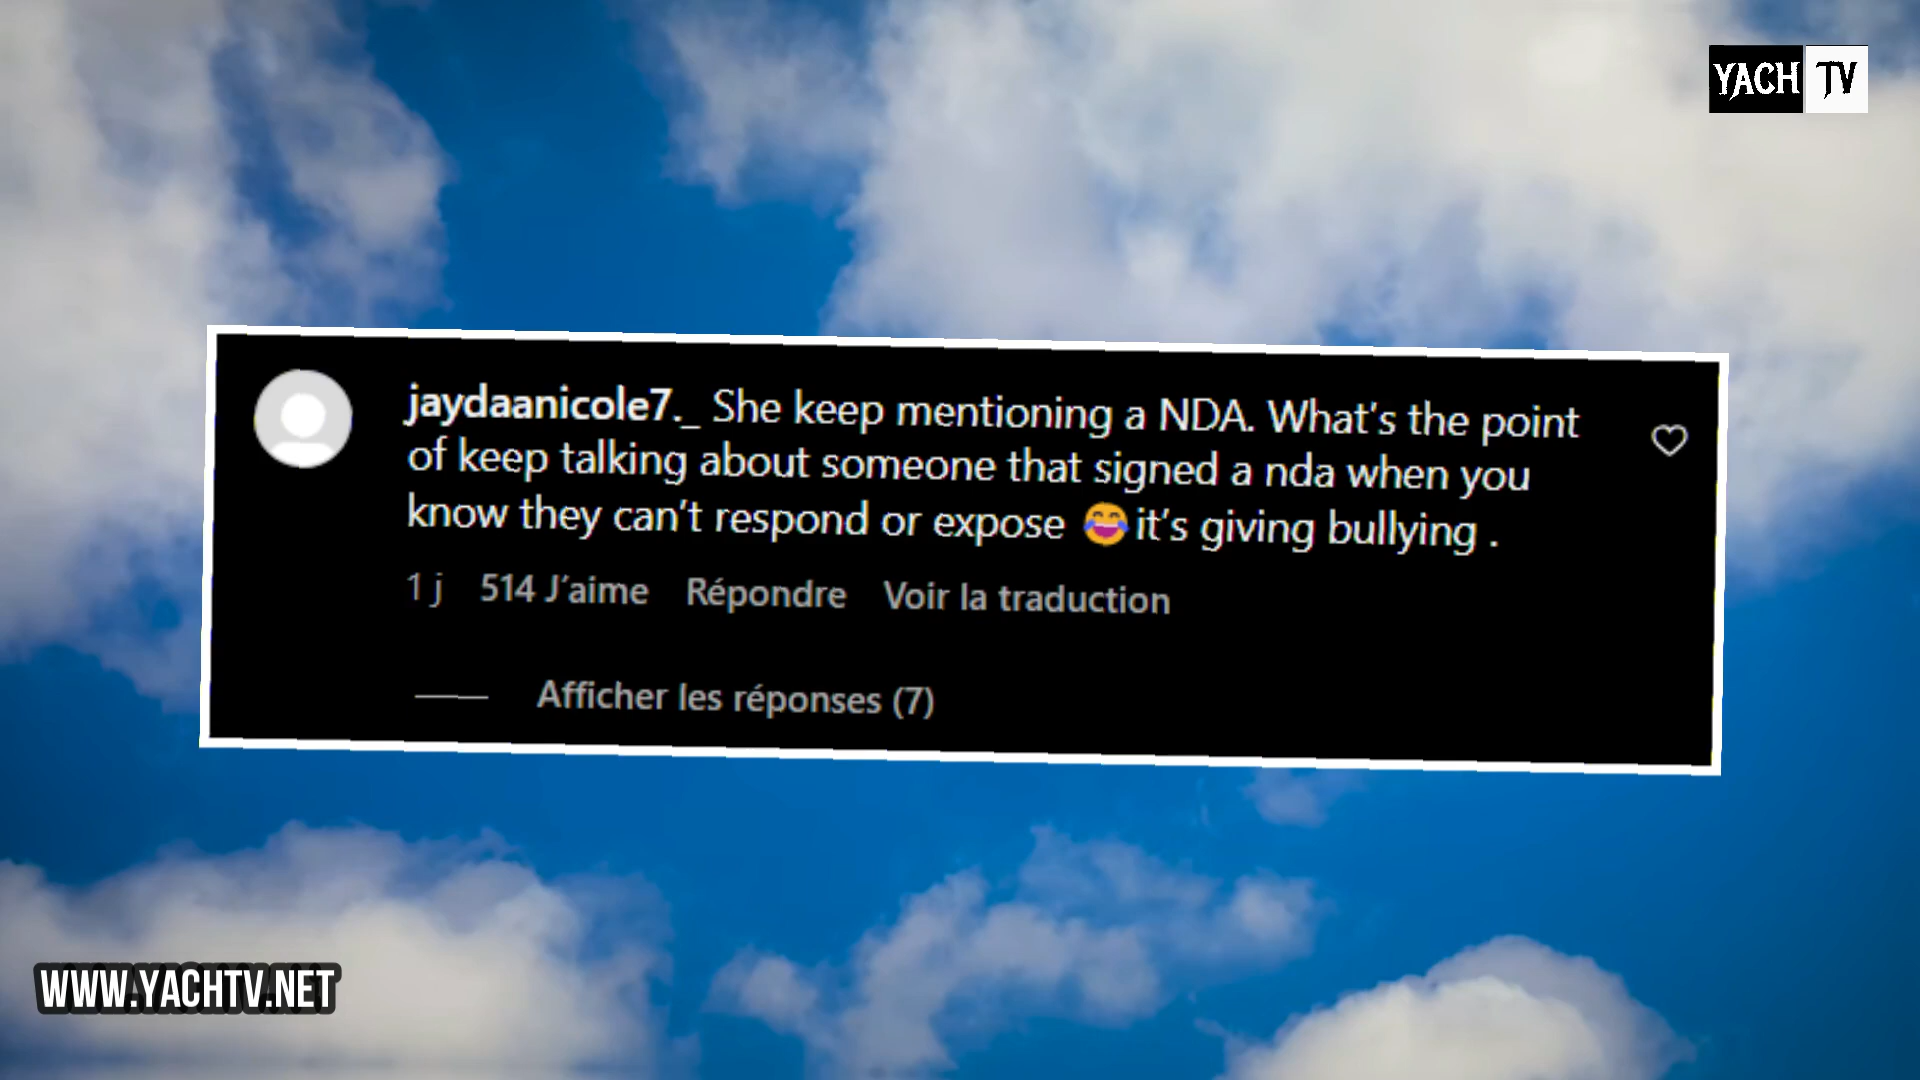 YACH TV
jaydaanicole7._ She keep mentioning a NDA. What's the point
of keep talking about someone that signed a nda when you
know they can't respond or expose 😂it's giving bullying .
1 j 514 J'aime Répondre Voir la traduction
Afficher les réponses (7)
WWW.YACHTV.NET